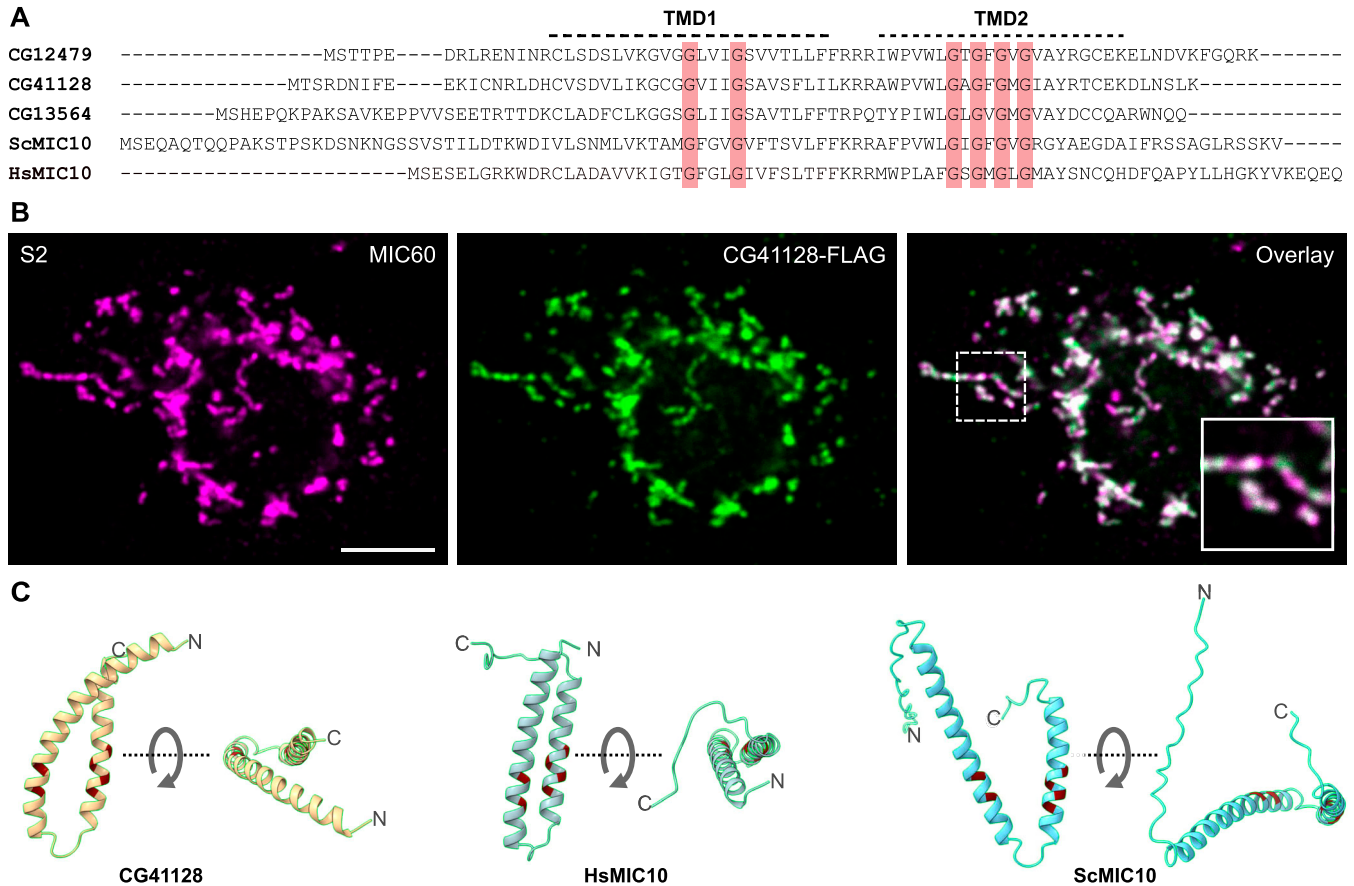 A
TMD1 TMD2
CG12479 -----------------MSTTPE----DRLRENINRCLSDSLVKGVGGLVIGSVVTLLFFRRRIWPVWLGTGFGVGVAYRGCEKELNDVKFGQRK-------
CG41128 --------------MTSRDNIFE----EKICNRLDHCVSDVLIKGCGGVIIGSAVSFLILKRRAWPVWLGAGFGMGIAYRTCEKDLNSLK------------
CG13564 --------MSHEPQKPAKSAVKEPPVVSEETRTTDKCLADFCLKGGSGLIIGSAVTLFFTRPQTYPIWLGLGVGMGVAYDCCQARWNQQ-------------
ScMIC10 MSEQAQTQQPAKSTPSKDSNKNGSSVSTILDTKWDIVLSNMLVKTAMGFGVGVFTSVLFFKRRAFPVWLGIGFGVGRGYAEGDAIFRSSAGLRSSKV-----
HsMIC10 ------------------------MSESELGRKWDRCLADAVVKIGTGFGLGIVFSLTFFKRRMWPLAFGSGMGLGMAYSNCQHDFQAPYLLHGKYVKEQEQ
B
S2 MIC60
CG41128-FLAG
Overlay
C
C N
C
N
CG41128
C N
C
N
HsMIC10
N
C
N
C
ScMIC10